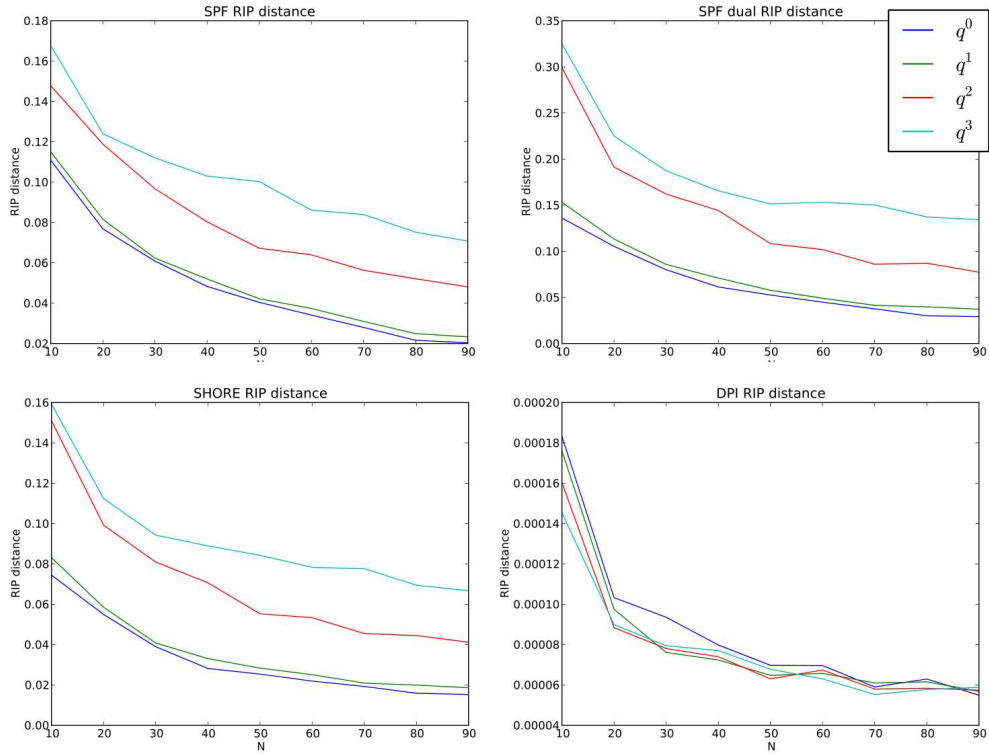 SPF RIP distance
0.18
0.16
0.14
0.12
0.10
0.08
0.06
0.04
0.02
RIP distance
10 20 30 40 50 60 70 80 90
N
SPF dual RIP distance
0.35
0.30
0.25
0.20
0.15
0.10
0.05
0.00
RIP distance
10 20 30 40 50 60 70 80 90
N
q^0
q^1
q^2
q^3
SHORE RIP distance
0.16
0.14
0.12
0.10
0.08
0.06
0.04
0.02
0.00
RIP distance
10 20 30 40 50 60 70 80 90
N
DPI RIP distance
0.00020
0.00018
0.00016
0.00014
0.00012
0.00010
0.00008
0.00006
0.00004
RIP distance
10 20 30 40 50 60 70 80 90
N